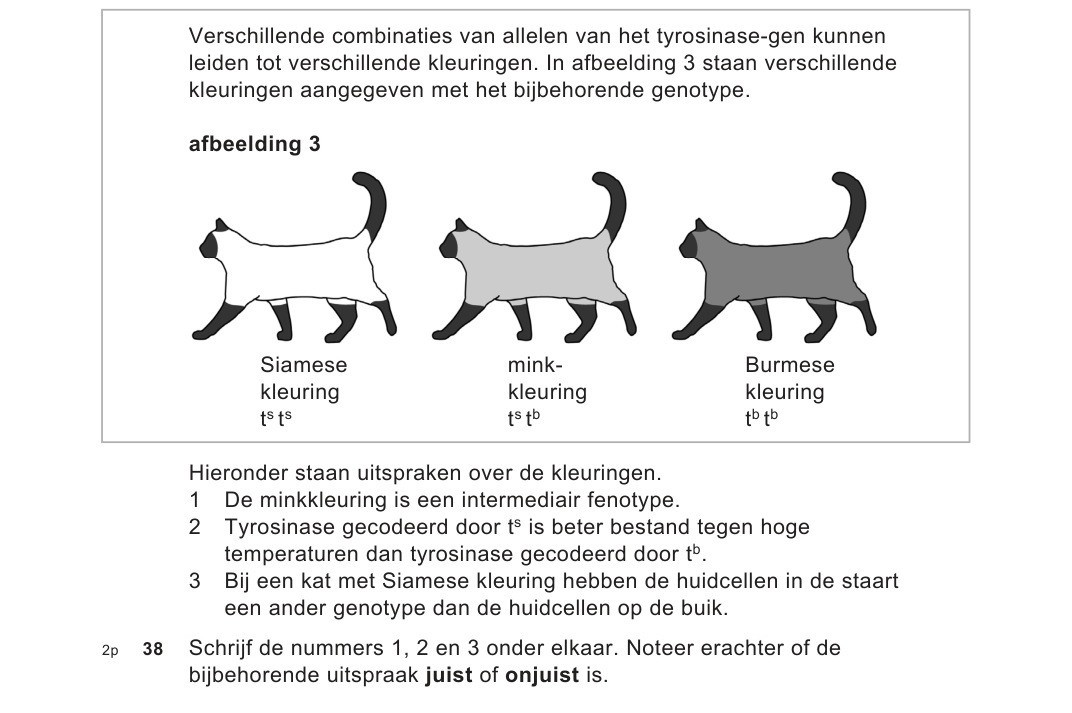 Verschillende combinaties van allelen van het tyrosinase-gen kunnen
leiden tot verschillende kleuringen. In afbeelding 3 staan verschillende
kleuringen aangegeven met het bijbehorende genotype.
afbeelding 3
Siamese kleuring tˢ tˢ
mink- kleuring tˢ tᵇ
Burmese kleuring tᵇ tᵇ
Hieronder staan uitspraken over de kleuringen.
1 De minkkleuring is een intermediair fenotype.
2 Tyrosinase gecodeerd door tˢ is beter bestand tegen hoge
temperaturen dan tyrosinase gecodeerd door tᵇ.
3 Bij een kat met Siamese kleuring hebben de huidcellen in de staart
een ander genotype dan de huidcellen op de buik.
2p 38 Schrijf de nummers 1, 2 en 3 onder elkaar. Noteer erachter of de
bijbehorende uitspraak juist of onjuist is.